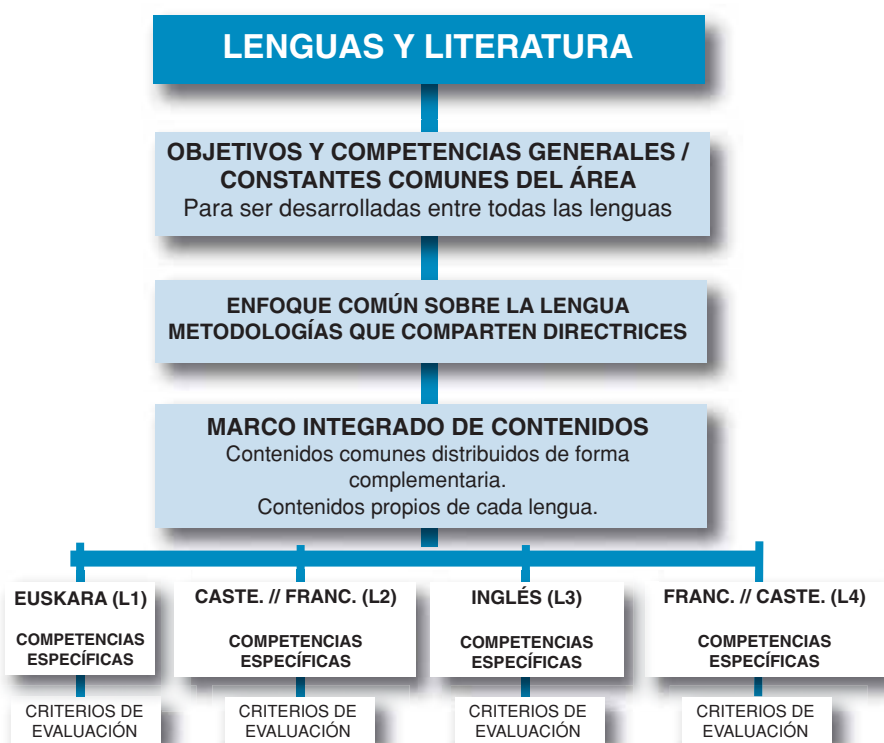 LENGUAS Y LITERATURA
OBJETIVOS Y COMPETENCIAS GENERALES /
CONSTANTES COMUNES DEL ÁREA
Para ser desarrolladas entre todas las lenguas
ENFOQUE COMÚN SOBRE LA LENGUA
METODOLOGÍAS QUE COMPARTEN DIRECTRICES
MARCO INTEGRADO DE CONTENIDOS
Contenidos comunes distribuidos de forma
complementaria.
Contenidos propios de cada lengua.
EUSKARA (L1)
COMPETENCIAS
ESPECÍFICAS
CRITERIOS DE
EVALUACIÓN
CASTE. // FRANC. (L2)
COMPETENCIAS
ESPECÍFICAS
CRITERIOS DE
EVALUACIÓN
INGLÉS (L3)
COMPETENCIAS
ESPECÍFICAS
CRITERIOS DE
EVALUACIÓN
FRANC. // CASTE. (L4)
COMPETENCIAS
ESPECÍFICAS
CRITERIOS DE
EVALUACIÓN